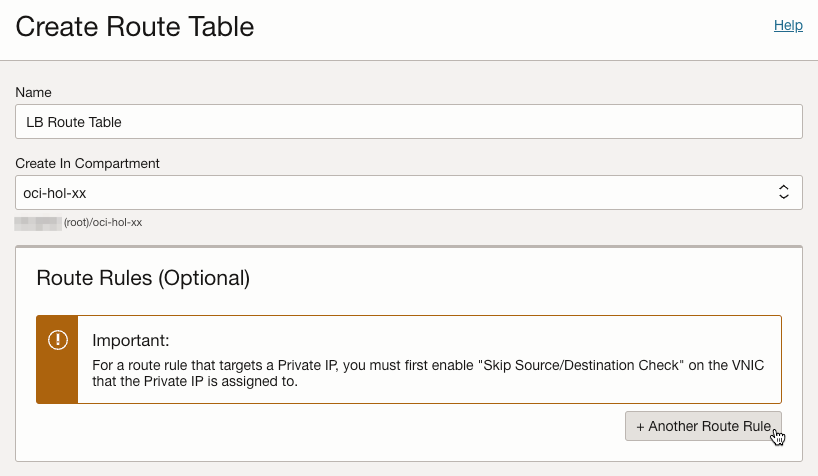 Create Route Table
Help
Name
LB Route Table
Create In Compartment
oci-hol-xx
(root)/oci-hol-xx
Route Rules (Optional)
Important:
For a route rule that targets a Private IP, you must first enable "Skip Source/Destination Check" on the VNIC
that the Private IP is assigned to.
+ Another Route Rule